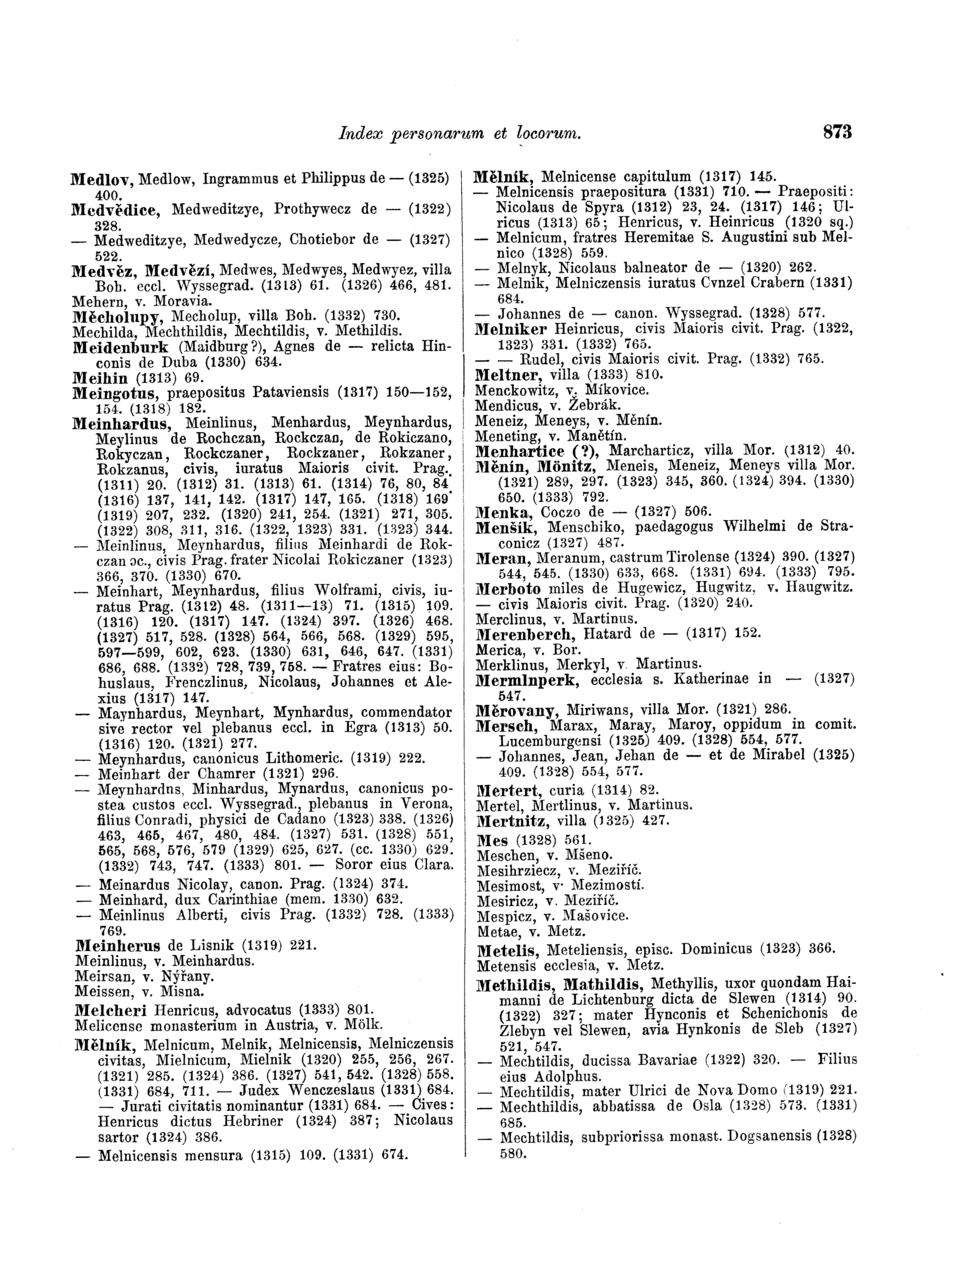 Index personarum et locorum. 873
Medlov, Medlow, Ingrammus et Philippus de — (1325)
400.
Medvědice, Medweditzye, Prothywecz de — (1322)
328.
— Medweditzye, Medwedycze, Chotiebor de — (1327)
522.
Medvěz, Medvězí, Medwes, Medwyes, Medwyez, villa
Boh. eccl. Wyssegrad. (1313) 61. (1326) 466, 481.
Mehern, v. Moravia.
Měcholupy, Mecholup, villa Boh. (1332) 730.
Mechilda, Mechthildis, Mechtildis, v. Methildis.
Meidenburk (Maidburg?), Agnes de — relicta Hin-
conis de Duba (1330) 634.
Meihin (1313) 69.
Meingotus, praepositus Pataviensis (1317) 150—152,
154. (1318) 182.
Meinhardus, Meinlinus, Menhardus, Meynhardus,
Meylinus de Rochczan, Rockczan, de Rokiczano,
Rokyczan, Rockczaner, Rockzaner, Rokzaner,
Rokzanus, civis, iuratus Maioris civit. Prag.
(1311) 20. (1312) 31. (1313) 61. (1314) 76, 80, 84
(1316) 137, 141, 142. (1317) 147, 165. (1318) 169
(1319) 207, 232. (1320) 241, 254. (1321) 271, 305.
(1322) 308, 311, 316. (1322, 1323) 331. (1323) 344.
— Meinlinus, Meynhardus, filius Meinhardi de Rok-
czan oc., civis Prag. frater Nicolai Rokiczaner (1323)
366, 370. (1330) 670.
— Meinhart, Meynhardus, filius Wolframi, civis, iu-
ratus Prag. (1312) 48. (1311—13) 71. (1315) 109.
(1316) 120. (1317) 147. (1324) 397. (1326) 468.
(1327) 517, 528. (1328) 564, 566, 568. (1329) 595,
597—599, 602, 623. (1330) 631, 646, 647. (1331)
686, 688. (1332) 728, 739, 768. — Fratres eius: Bo-
huslaus, Frenczlinus, Nicolaus, Johannes et Ale-
xius (1317) 147.
— Maynhardus, Meynhart, Mynhardus, commendator
sive rector vel plebanus eccl. in Egra (1313) 50.
(1316) 120. (1321) 277.
— Meynhardus, canonicus Lithomeric. (1319) 222.
— Meinhart der Chamrer (1321) 296.
— Meynhardus, Minhardus, Mynardus, canonicus po-
stea custos eccl. Wyssegrad., plebanus in Verona,
filius Conradi, physici de Cadano (1323) 338. (1326)
463, 465, 467, 480, 484. (1327) 531. (1328) 551,
565, 568, 576, 579 (1329) 625, 627. (cc. 1330) 629.
(1332) 743, 747. (1333) 801. — Soror eius Clara.
— Meinardus Nicolay, canon. Prag. (1324) 374.
— Meinhard, dux Carinthiae (mem. 1330) 632.
— Meinlinus Alberti, civis Prag. (1332) 728. (1333)
769.
Meinherus de Lisnik (1319) 221.
Meinlinus, v. Meinhardus.
Meirsan, v. Nýřany.
Meissen, v. Misna.
Melcheri Henricus, advocatus (1333) 801.
Melicense monasterium in Austria, v. Mölk.
Mělník, Melnicum, Melnik, Melnicensis, Melniczensis
civitas, Mielnicum, Mielnik (1320) 255, 256, 267.
(1321) 285. (1324) 386. (1327) 541, 542. (1328) 558.
(1331) 684, 711. — Judex Wenczeslaus (1331) 684.
— Jurati civitatis nominantur (1331) 684. — Cives:
Henricus dictus Hebriner (1324) 387; Nicolaus
sartor (1324) 386.
— Melnicensis mensura (1315) 109. (1331) 674.
Mělník, Melnicense capitulum (1317) 145.
— Melnicensis praepositura (1331) 710. — Praepositi:
Nicolaus de Spyra (1312) 23, 24. (1317) 146; Ul-
ricus (1313) 65; Henricus, v. Heinricus (1320 sq.)
— Melnicum, fratres Heremitae S. Augustini sub Mel-
nico (1328) 559.
— Melnyk, Nicolaus balneator de — (1320) 262.
— Melnik, Melniczensis iuratus Cvnzel Crabern (1331)
684.
— Johannes de — canon. Wyssegrad. (1328) 577.
Melniker Heinricus, civis Maioris civit. Prag. (1322,
1323) 331. (1332) 765.
— — Rudel, civis Maioris civit. Prag. (1332) 765.
Meltner, villa (1333) 810.
Menckowitz, v. Míkovice.
Mendicus, v. Žebrák.
Meneiz, Meneys, v. Měnín.
Meneting, v. Manětín.
Menhartice (?), Marcharticz, villa Mor. (1312) 40.
Měnín, Mönitz, Meneis, Meneiz, Meneys villa Mor.
(1321) 289, 297. (1323) 345, 360. (1324) 394. (1330)
650. (1333) 792.
Menka, Coczo de — (1327) 506.
Menšík, Menschiko, paedagogus Wilhelmi de Stra-
conicz (1327) 487.
Meran, Meranum, castrum Tirolense (1324) 390. (1327)
544, 545. (1330) 633, 668. (1331) 694. (1333) 795.
Merboto miles de Hugewicz, Hugwitz, v. Haugwitz.
— civis Maioris civit. Prag. (1320) 240.
Merclinus, v. Martinus.
Merenberch, Hatard de — (1317) 152.
Merica, v. Bor.
Merklinus, Merkyl, v. Martinus.
Mermlnperk, ecclesia s. Katherinae in — (1327)
547.
Měrovany, Miriwans, villa Mor. (1321) 286.
Mersch, Marax, Maray, Maroy, oppidum in comit.
Lucemburgensi (1325) 409. (1328) 554, 577.
— Johannes, Jean, Jehan de — et de Mirabel (1325)
409. (1328) 554, 577.
Mertert, curia (1314) 82.
Mertel, Mertlinus, v. Martinus.
Mertnitz, villa (1325) 427.
Mes (1328) 561.
Meschen, v. Mšeno.
Mesihrziecz, v. Meziříč.
Mesimost, v· Mezimostí.
Mesiricz, v. Meziříč.
Mespicz, v. Mašovice.
Metae, v. Metz.
Metelis, Meteliensis, episc. Dominicus (1323) 366.
Metensis ecclesia, v. Metz.
Methildis, Mathildis, Methyllis, uxor quondam Hai-
manni de Lichtenburg dicta de Slewen (1314) 90.
(1322) 327; mater Hynconis et Schenichonis de
Zlebyn vel Slewen, avia Hynkonis de Sleb (1327)
521, 547.
— Mechtildis, ducissa Bavariae (1322) 320. — Filius
eius Adolphus.
— Mechtildis, mater Ulrici de Nova Domo (1319) 221.
— Mechthildis, abbatissa de Osla (1328) 573. (1331)
685.
— Mechtildis, subpriorissa monast. Dogsanensis (1328)
580.